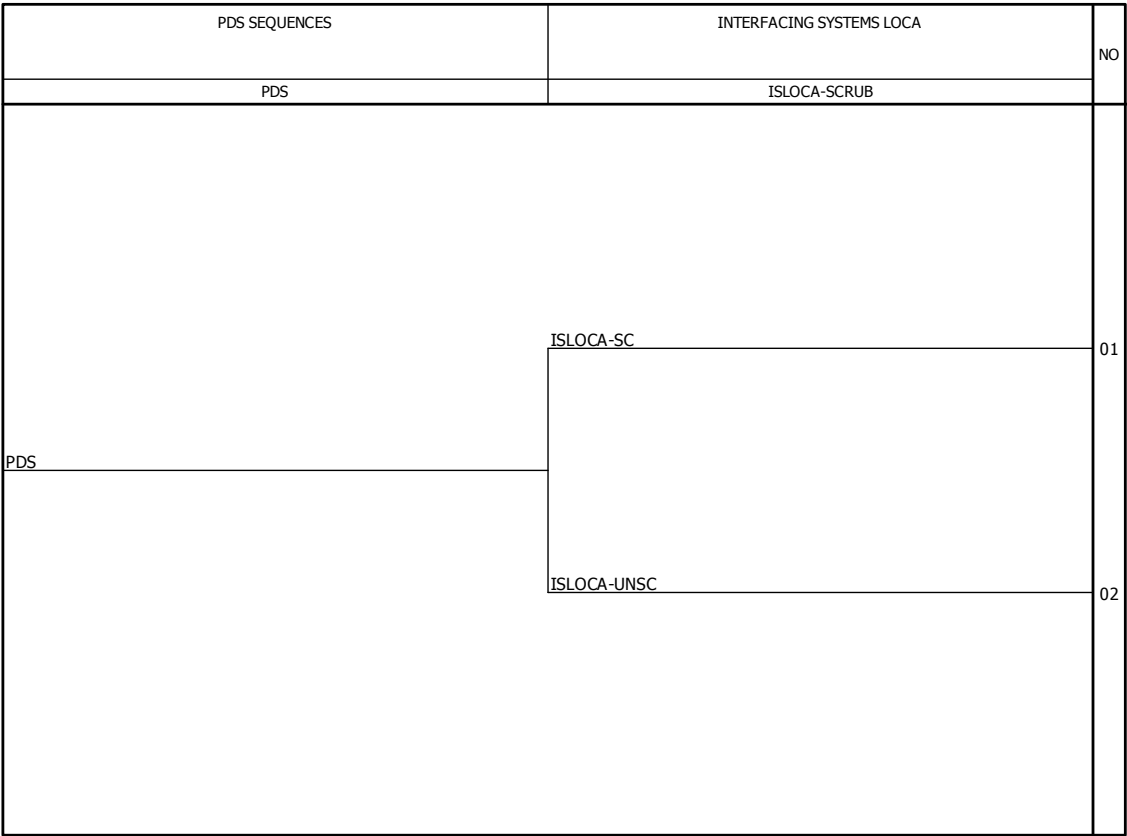 PDS SEQUENCES
INTERFACING SYSTEMS LOCA
NO
PDS
ISLOCA-SCRUB
ISLOCA-SC
01
PDS
ISLOCA-UNSC
02